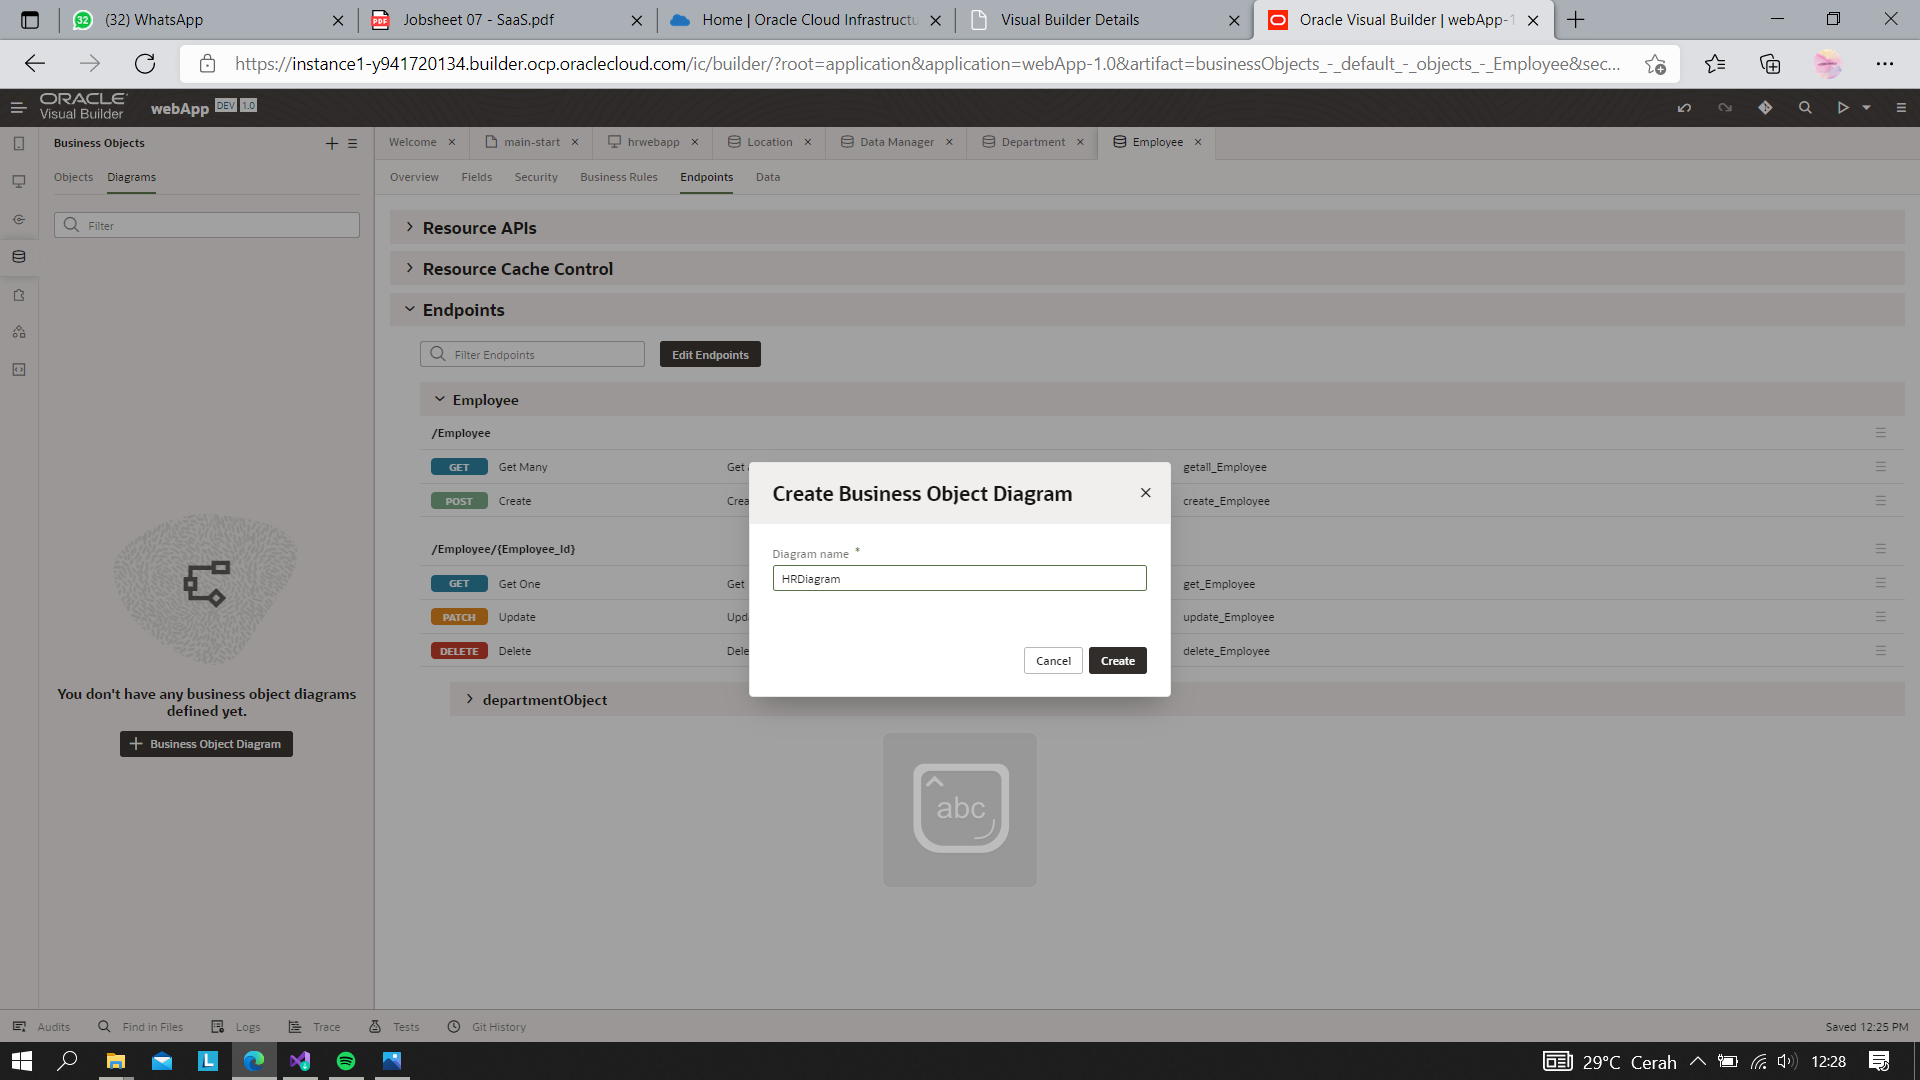 (32) WhatsApp
Jobsheet 07 - SaaS.pdf
Home | Oracle Cloud Infrastructu
Visual Builder Details
Oracle Visual Builder | webApp-1
https://instance1-y941720134.builder.ocp.oraclecloud.com/ic/builder/?root=application&application=webApp-1.0&artifact=businessObjects_-_default_-_objects_-_Employee&sec...
ORACLE
Visual Builder
webApp DEV 1.0
Business Objects
Welcome
main-start
hrwebapp
Location
Data Manager
Department
Employee
Objects
Diagrams
Overview
Fields
Security
Business Rules
Endpoints
Data
Filter
Resource APIs
Resource Cache Control
Endpoints
Filter Endpoints
Edit Endpoints
Employee
/Employee
GET Get Many Get getall_Employee
POST Create Crea create_Employee
/Employee/{Employee_Id}
GET Get One Get get_Employee
PATCH Update Upd update_Employee
DELETE Delete Dele delete_Employee
departmentObject
Create Business Object Diagram
Diagram name *
HRDiagram
Cancel
Create
You don't have any business object diagrams
defined yet.
Business Object Diagram
abc
Audits
Find in Files
Logs
Trace
Tests
Git History
Saved 12:25 PM
29°C Cerah
12:28